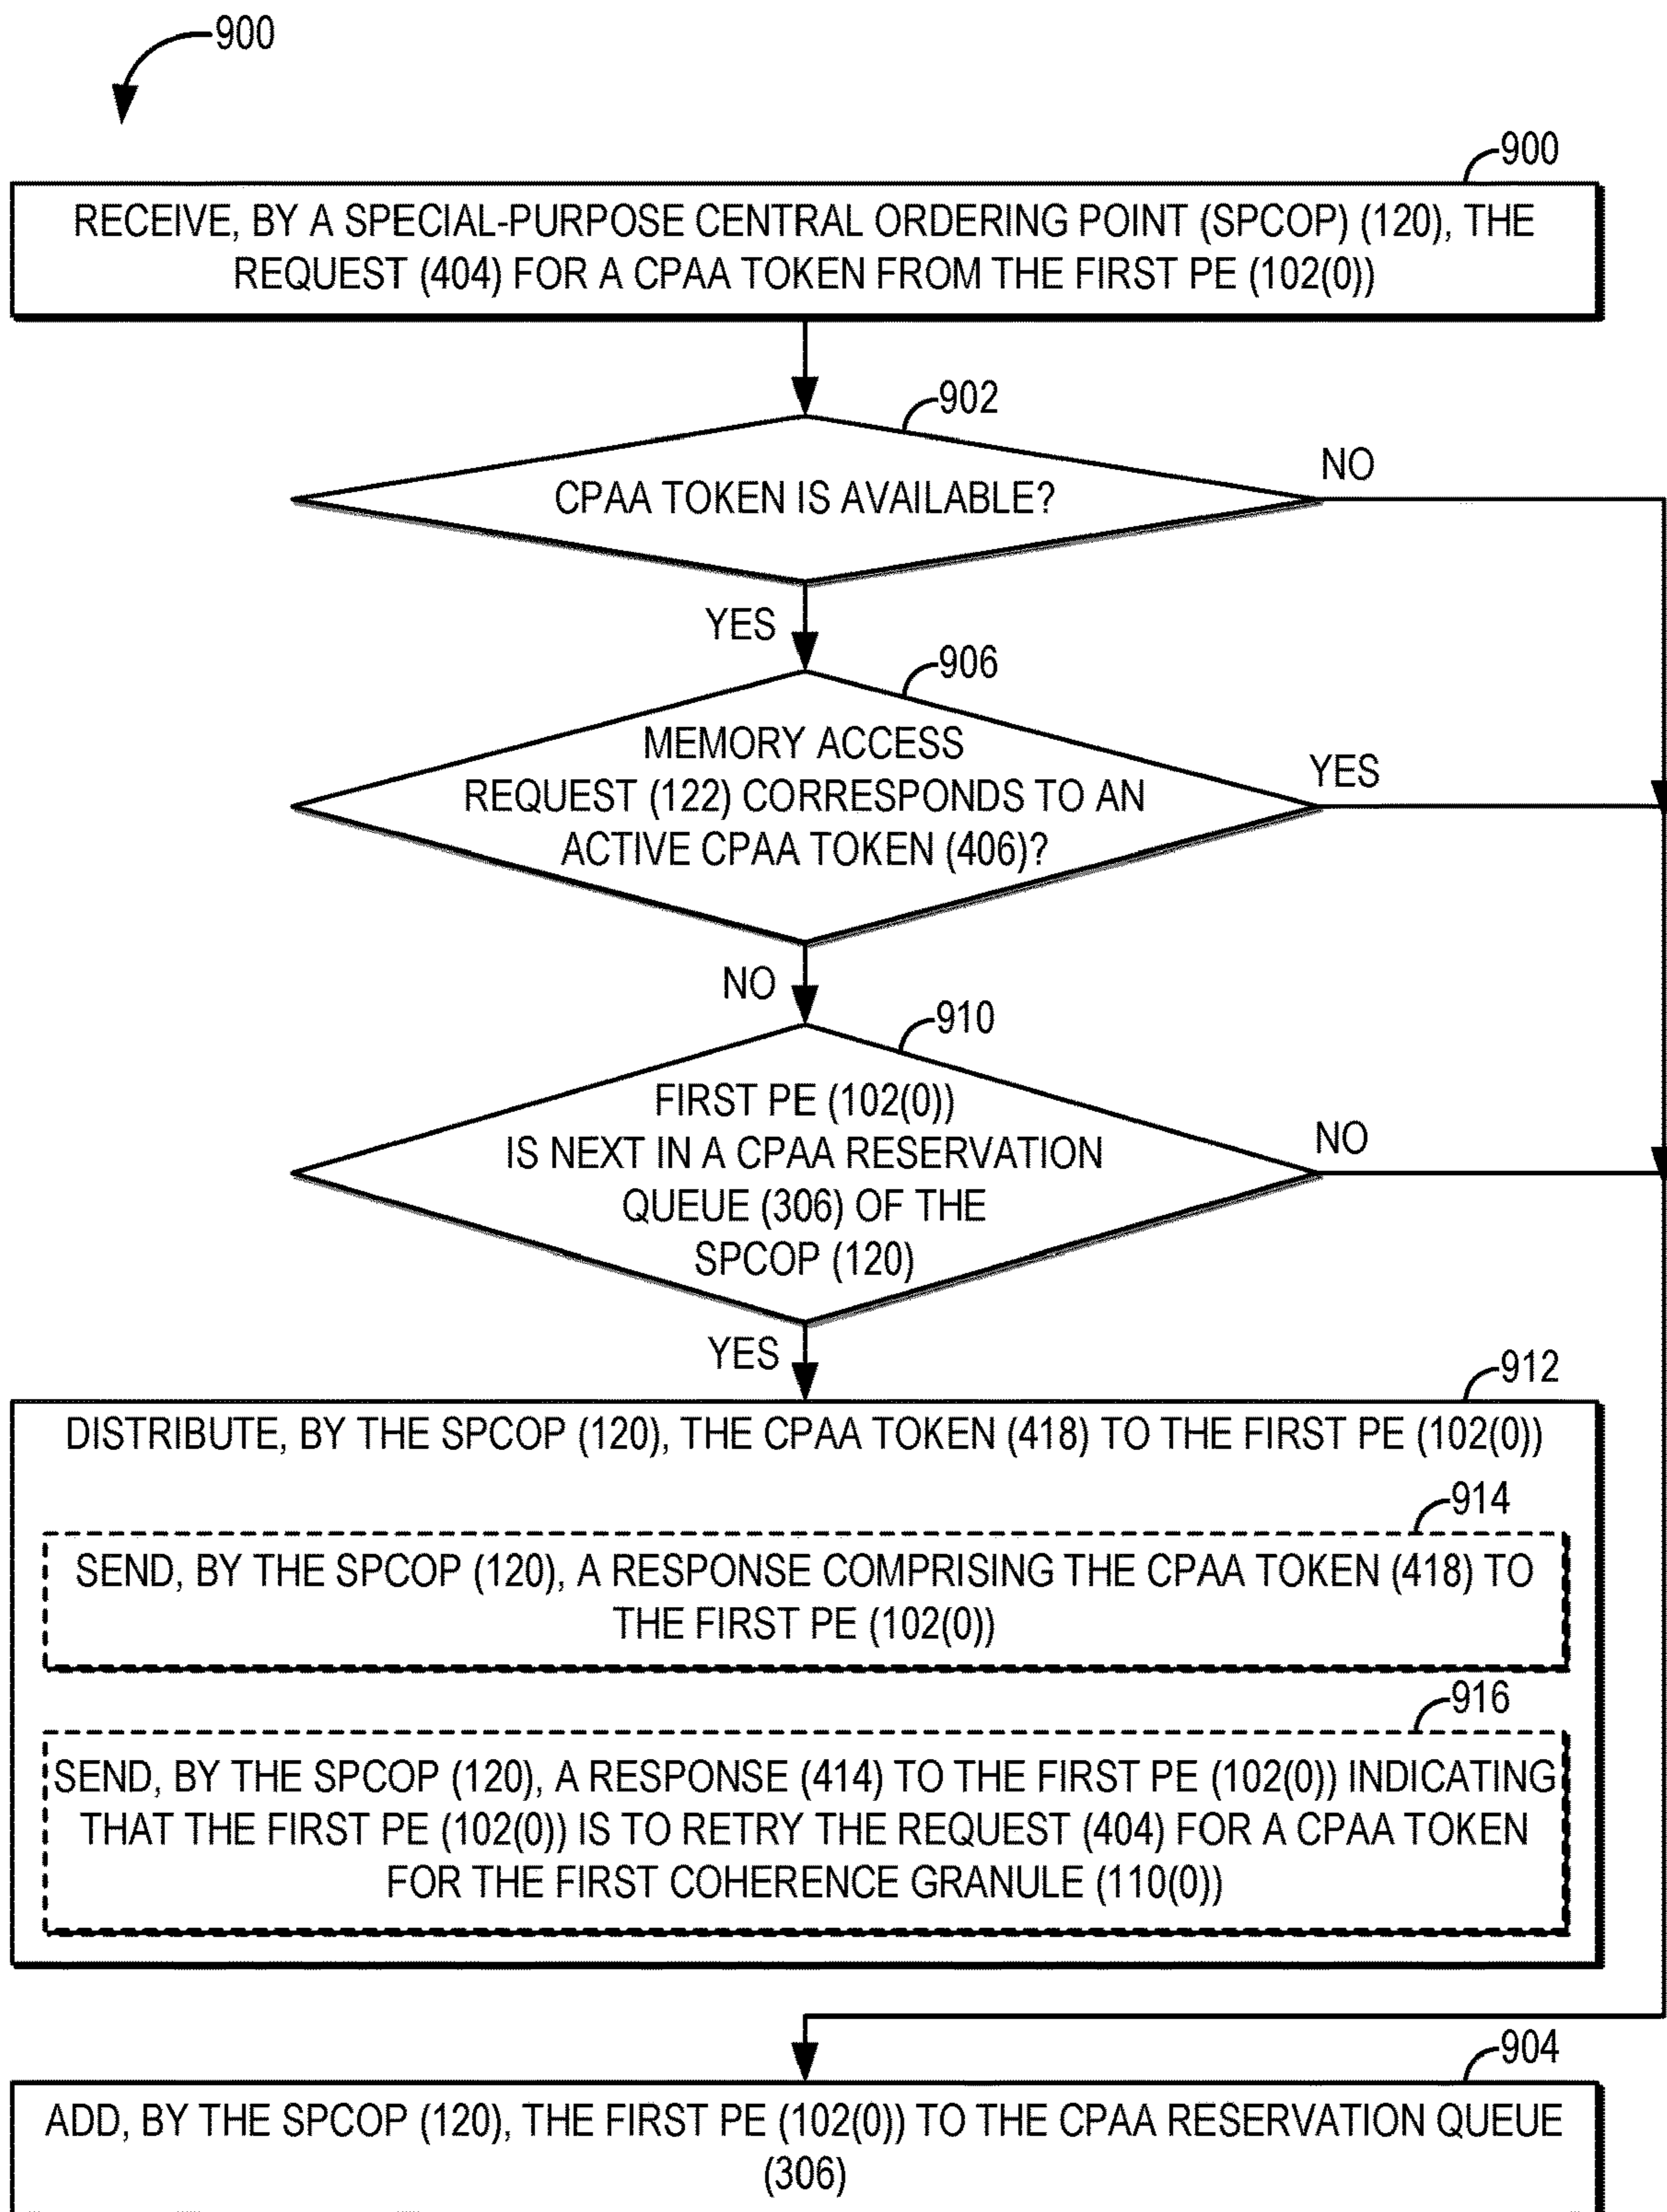 900
900
RECEIVE, BY A SPECIAL-PURPOSE CENTRAL ORDERING POINT (SPCOP) (120), THE
REQUEST (404) FOR A CPAA TOKEN FROM THE FIRST PE (102(0))
902
NO
CPAA TOKEN IS AVAILABLE?
YES
906
MEMORY ACCESS
REQUEST (122) CORRESPONDS TO AN
ACTIVE CPAA TOKEN (406)?
YES
NO
910
FIRST PE (102(0))
IS NEXT IN A CPAA RESERVATION
QUEUE (306) OF THE
SPCOP (120)
NO
YES
912
DISTRIBUTE, BY THE SPCOP (120), THE CPAA TOKEN (418) TO THE FIRST PE (102(0))
914
SEND, BY THE SPCOP (120), A RESPONSE COMPRISING THE CPAA TOKEN (418) TO
THE FIRST PE (102(0))
916
SEND, BY THE SPCOP (120), A RESPONSE (414) TO THE FIRST PE (102(0)) INDICATING
THAT THE FIRST PE (102(0)) IS TO RETRY THE REQUEST (404) FOR A CPAA TOKEN
FOR THE FIRST COHERENCE GRANULE (110(0))
904
ADD, BY THE SPCOP (120), THE FIRST PE (102(0)) TO THE CPAA RESERVATION QUEUE
(306)